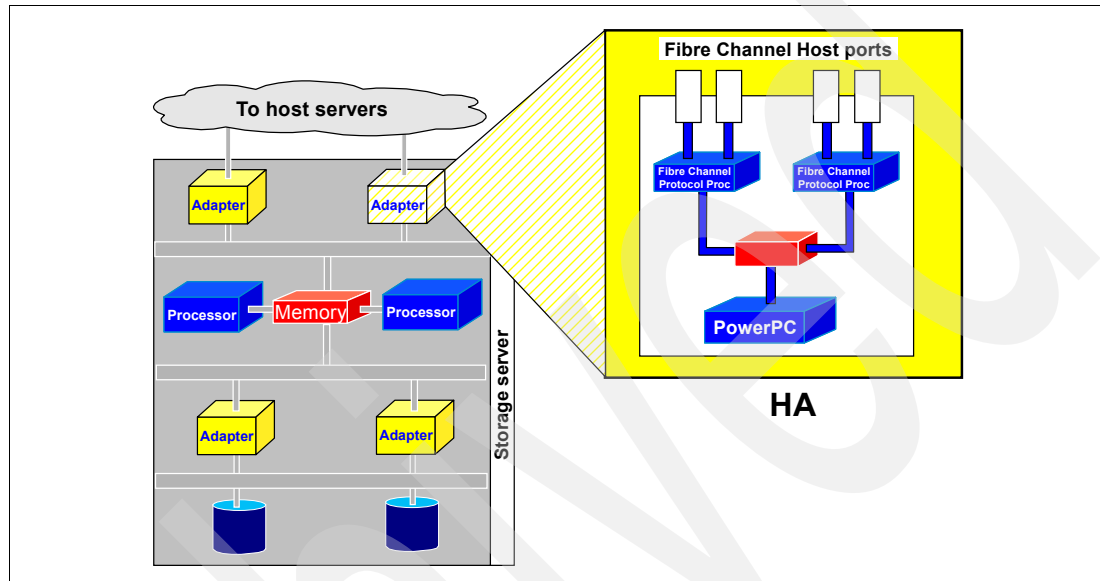 To host servers
Adapter
Adapter
Processor
Memory
Processor
Adapter
Adapter
Storage server
Fibre Channel Host ports
Fibre Channel
Protocol Proc
Fibre Channel
Protocol Proc
PowerPC
HA